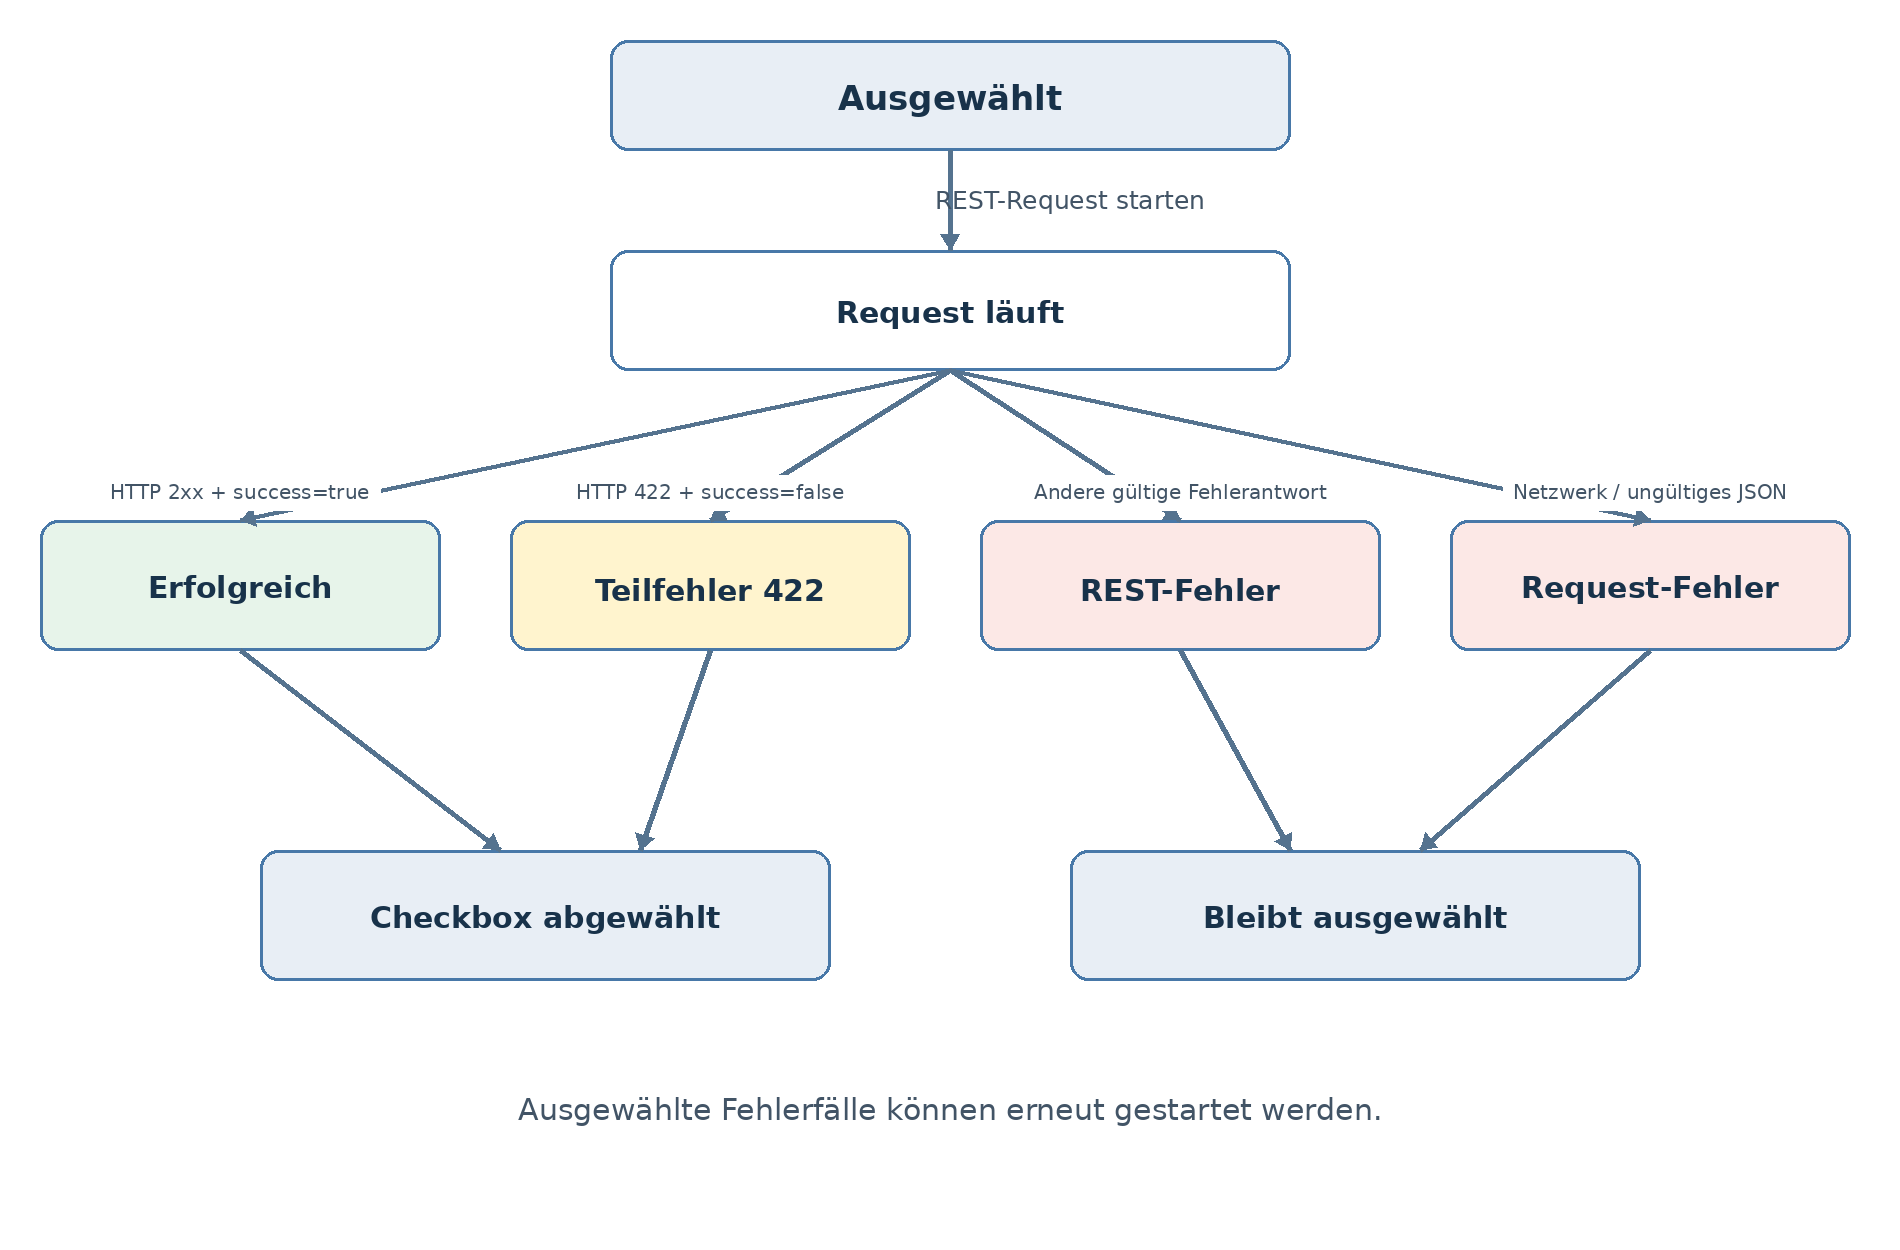 Ausgewählt
REST-Request starten
Request läuft
HTTP 2xx + success=true
HTTP 422 + success=false
Andere gültige Fehlerantwort
Netzwerk / ungültiges JSON
Erfolgreich
Teilfehler 422
REST-Fehler
Request-Fehler
Checkbox abgewählt
Bleibt ausgewählt
Ausgewählte Fehlerfälle können erneut gestartet werden.